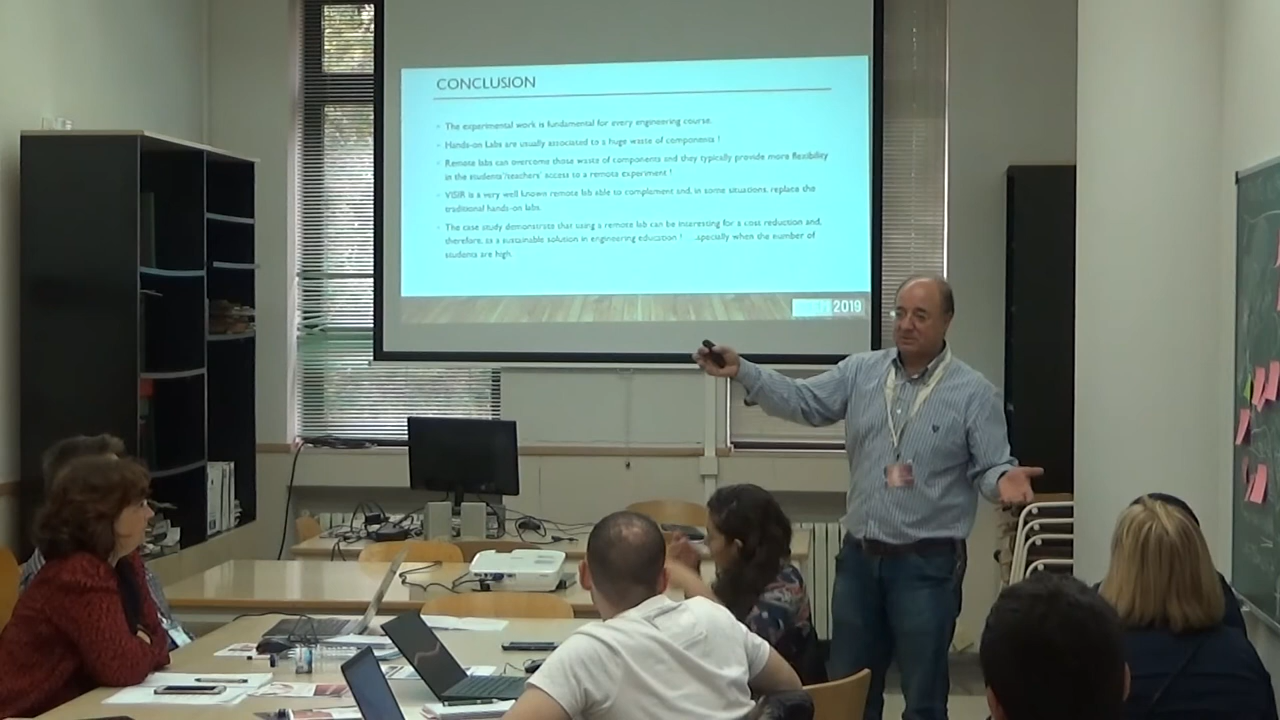 CONCLUSION
The experimental work is fundamental for every engineering course.
Hands-on Labs are usually associated to a huge waste of components !
Remote labs can overcome those waste of components and they typically provide more flexibility
in the students'/teachers' access to a remote experiment !
VISIR is a very well known remote lab able to complement and, in some situations, replace the
traditional hands-on labs.
The case study demonstrate that using a remote lab can be interesting for a cost reduction and,
therefore, as a sustainable solution in engineering education ! ...specially when the number of
students are high.
2019